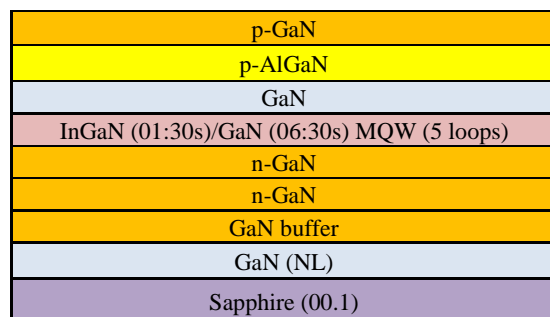 p-GaN
p-AlGaN
GaN
InGaN (01:30s)/GaN (06:30s) MQW (5 loops)
n-GaN
n-GaN
GaN buffer
GaN (NL)
Sapphire (00.1)